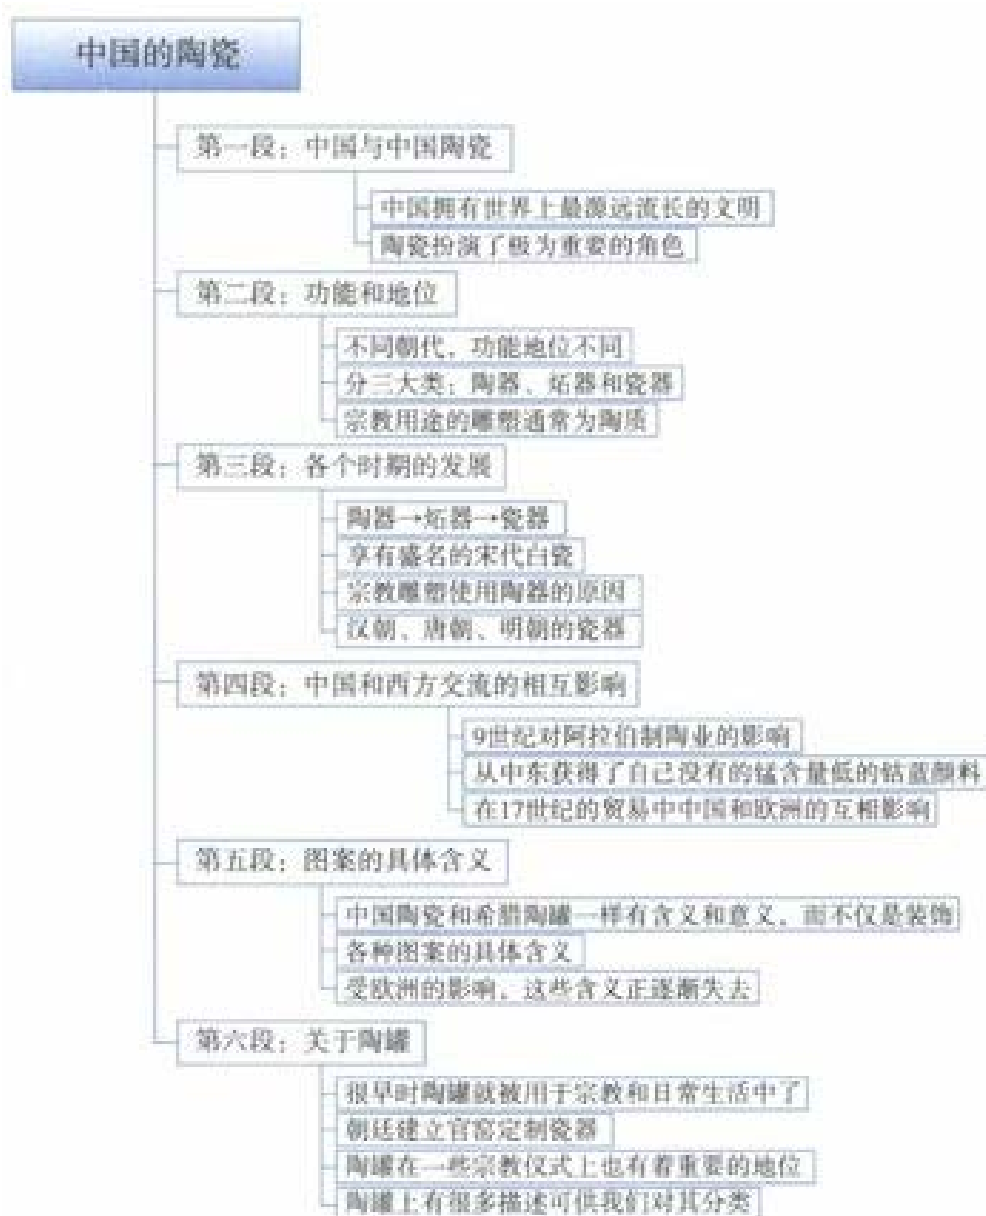 中国的陶瓷
第一段：中国与中国陶瓷
中国拥有世界上最源远流长的文明
陶瓷扮演了极为重要的角色
第二段：功能和地位
不同朝代，功能地位不同
分三大类：陶器、炻器和瓷器
宗教用途的雕塑通常为陶质
第三段：各个时期的发展
陶器→炻器→瓷器
享有盛名的宋代白瓷
宗教雕塑使用陶器的原因
汉朝、唐朝、明朝的瓷器
第四段：中国和西方交流的相互影响
9世纪对阿拉伯制陶业的影响
从中东获得了自己没有的锰含量低的钴蓝颜料
在17世纪的贸易中中国和欧洲的互相影响
第五段：图案的具体含义
中国陶瓷和希腊陶罐一样有含义和意义，而不仅是装饰
各种图案的具体含义
受欧洲的影响，这些含义正逐渐失去
第六段：关于陶罐
很早时陶罐就被用于宗教和日常生活中了
朝廷建立官窑定制瓷器
陶罐在一些宗教仪式上也有着重要的地位
陶罐上有很多描述可供我们对其分类